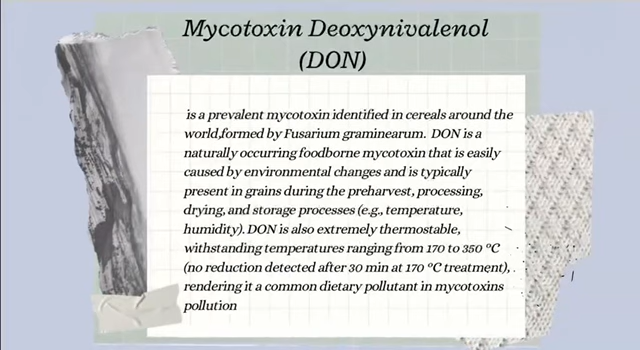 Mycotoxin Deoxynivalenol
(DON)
is a prevalent mycotoxin identified in cereals around the
world,formed by Fusarium graminearum. DON is a
naturally occurring foodborne mycotoxin that is easily
caused by environmental changes and is typically
present in grains during the preharvest, processing,
drying, and storage processes (e.g., temperature,
humidity). DON is also extremely thermostable,
withstanding temperatures ranging from 170 to 350 °C
(no reduction detected after 30 min at 170 °C treatment),
rendering it a common dietary pollutant in mycotoxins
pollution